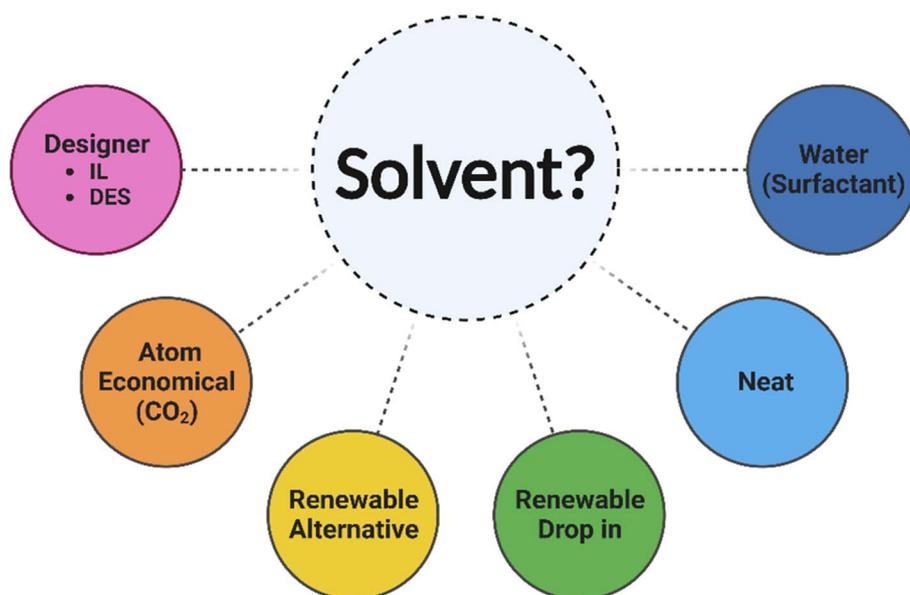 Solvent?
Designer
• IL
• DES
Water
(Surfactant)
Atom
Economical
(CO₂)
Neat
Renewable
Alternative
Renewable
Drop in